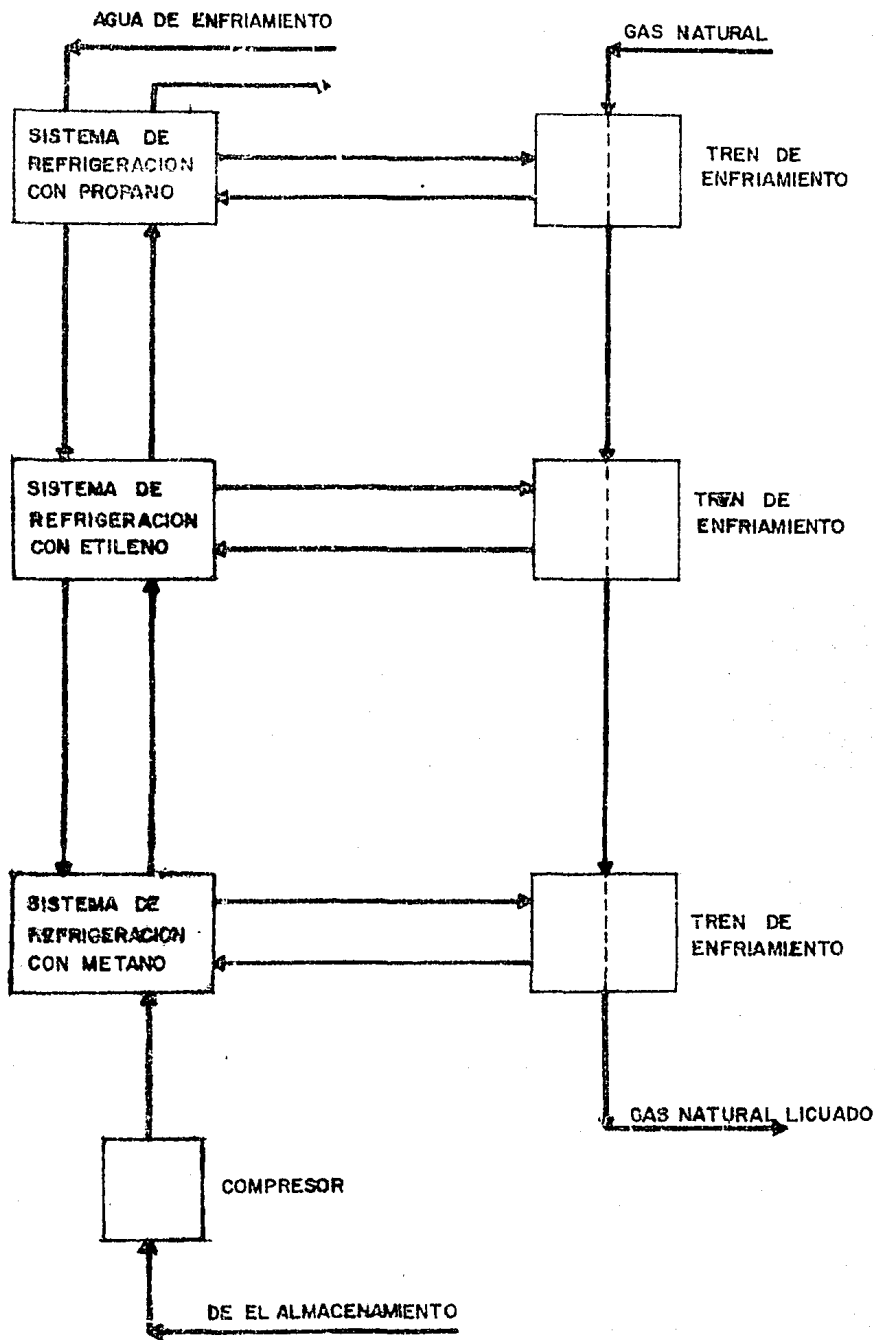 AGUA DE ENFRIAMIENTO
GAS NATURAL
SISTEMA DE
REFRIGERACION
CON PROPANO
TREN DE
ENFRIAMIENTO
SISTEMA DE
REFRIGERACION
CON ETILENO
TREN DE
ENFRIAMIENTO
SISTEMA DE
REFRIGERACION
CON METANO
TREN DE
ENFRIAMIENTO
GAS NATURAL LICUADO
COMPRESOR
DE EL ALMACENAMIENTO